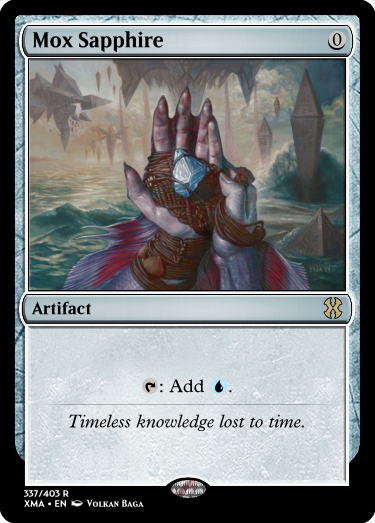 Mox Sapphire 0
Artifact
: Add .
Timeless knowledge lost to time.
337/403 R
XMA • EN VOLKAN BAGA